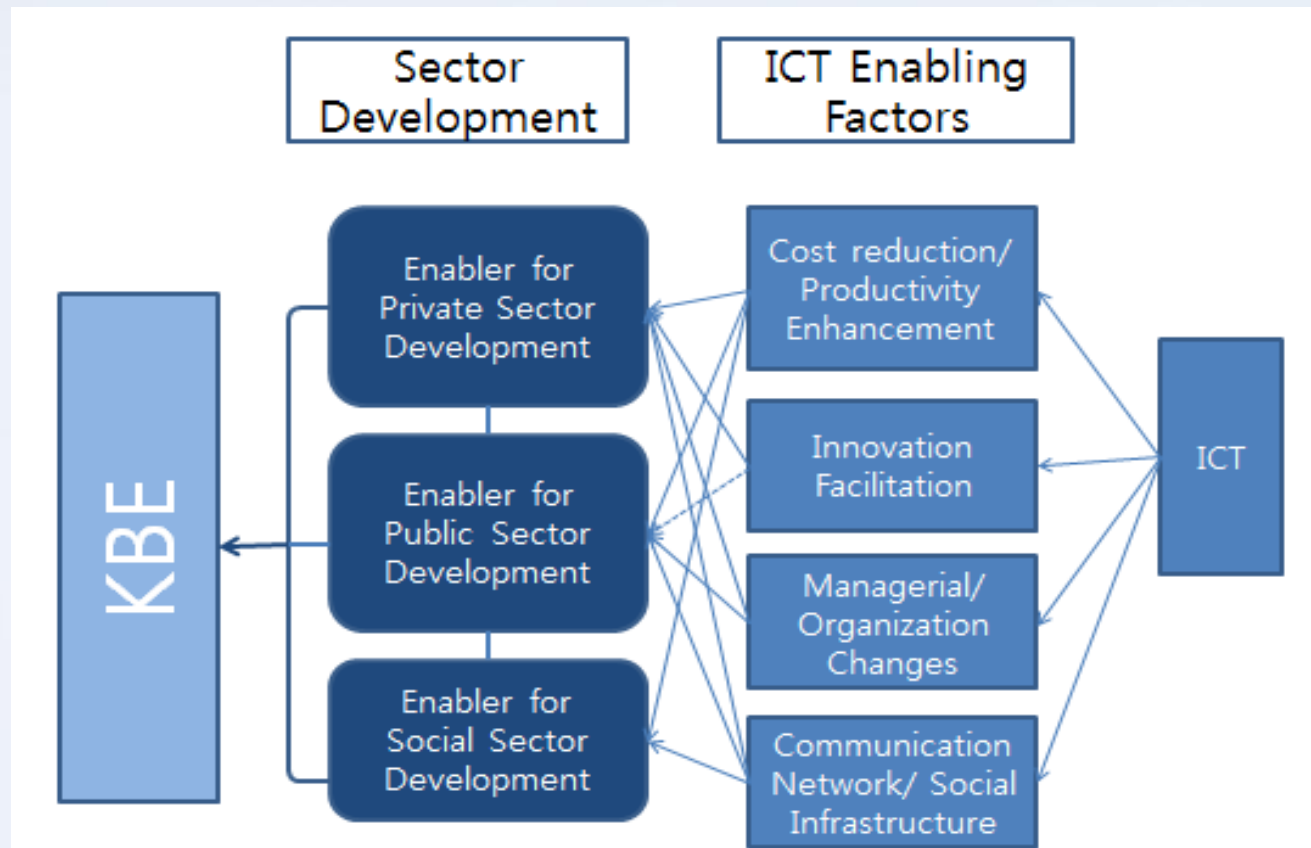 Sector
Development
ICT Enabling
Factors
KBE
Enabler for
Private Sector
Development
Enabler for
Public Sector
Development
Enabler for
Social Sector
Development
Cost reduction/
Productivity
Enhancement
Innovation
Facilitation
Managerial/
Organization
Changes
Communication
Network/ Social
Infrastructure
ICT